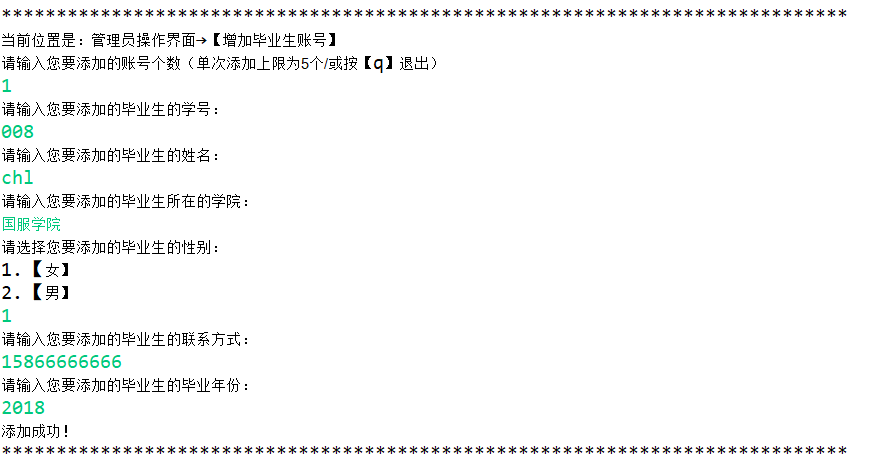 *****************************************************************************
当前位置是：管理员操作界面→【增加毕业生账号】
请输入您要添加的账号个数（单次添加上限为5个/或按【q】退出）
1
请输入您要添加的毕业生的学号：
008
请输入您要添加的毕业生的姓名：
chl
请输入您要添加的毕业生所在的学院：
国服学院
请选择您要添加的毕业生的性别：
1.【女】
2.【男】
1
请输入您要添加的毕业生的联系方式：
15866666666
请输入您要添加的毕业生的毕业年份：
2018
添加成功！
*****************************************************************************